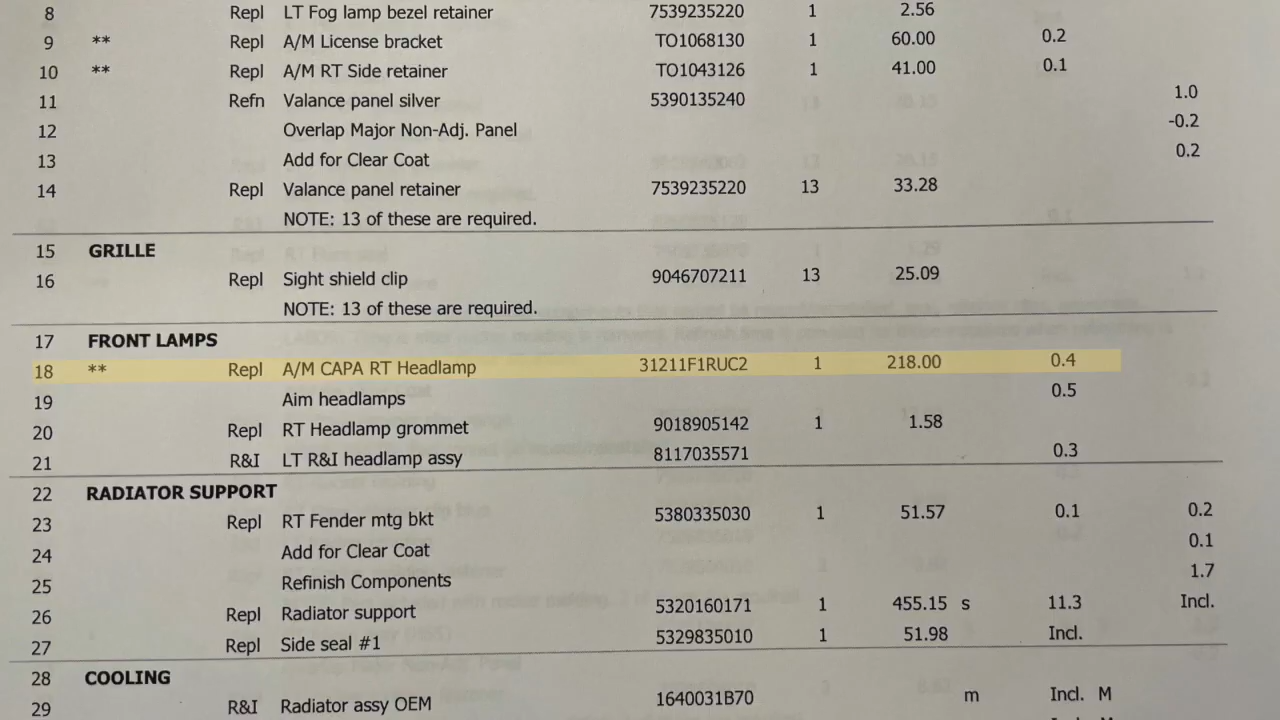 8 Repl LT Fog lamp bezel retainer 7539235220 1 2.56
9 ** Repl A/M License bracket TO1068130 1 60.00 0.2
10 ** Repl A/M RT Side retainer TO1043126 1 41.00 0.1
11 Refn Valance panel silver 5390135240 1.0
12 Overlap Major Non-Adj. Panel -0.2
13 Add for Clear Coat 0.2
14 Repl Valance panel retainer 7539235220 13 33.28
NOTE: 13 of these are required.
15 GRILLE
16 Repl Sight shield clip 9046707211 13 25.09
NOTE: 13 of these are required.
17 FRONT LAMPS
18 ** Repl A/M CAPA RT Headlamp 31211F1RUC2 1 218.00 0.4
19 Aim headlamps 0.5
20 Repl RT Headlamp grommet 9018905142 1 1.58
21 R&I LT R&I headlamp assy 8117035571 0.3
22 RADIATOR SUPPORT
23 Repl RT Fender mtg bkt 5380335030 1 51.57 0.1 0.2
24 Add for Clear Coat 0.1
25 Refinish Components 1.7
26 Repl Radiator support 5320160171 1 455.15 s 11.3 Incl.
27 Repl Side seal #1 5329835010 1 51.98 Incl.
28 COOLING
29 R&I Radiator assy OEM 1640031B70 m Incl. M